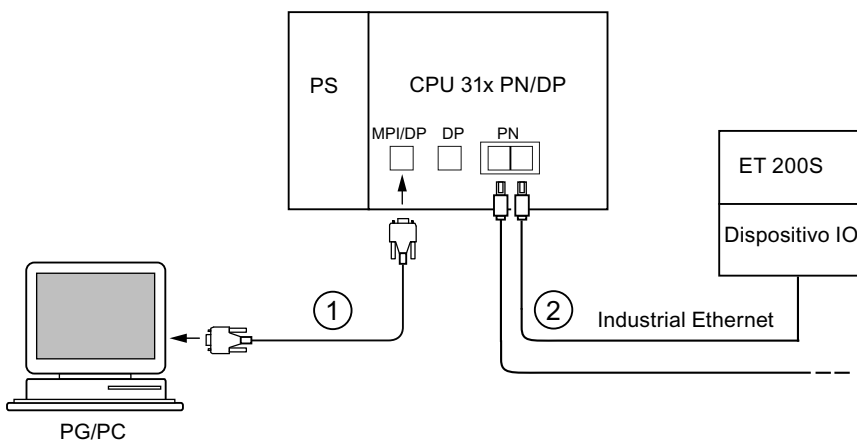 PS
CPU 31x PN/DP
MPI/DP
DP
PN
ET 200S
Dispositivo IO
1
2
Industrial Ethernet
PG/PC